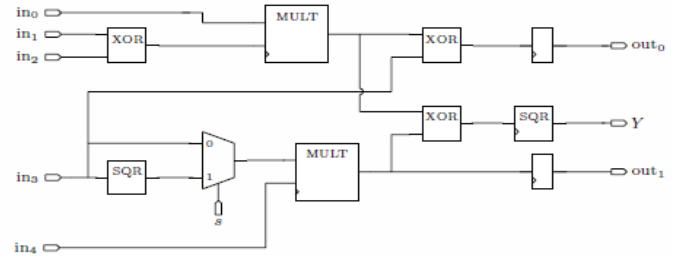 in₀
MULT
in₁
XOR
XOR
out₀
in₂
XOR
SQR
Y
0
MULT
in₃
SQR
1
out₁
s
in₄